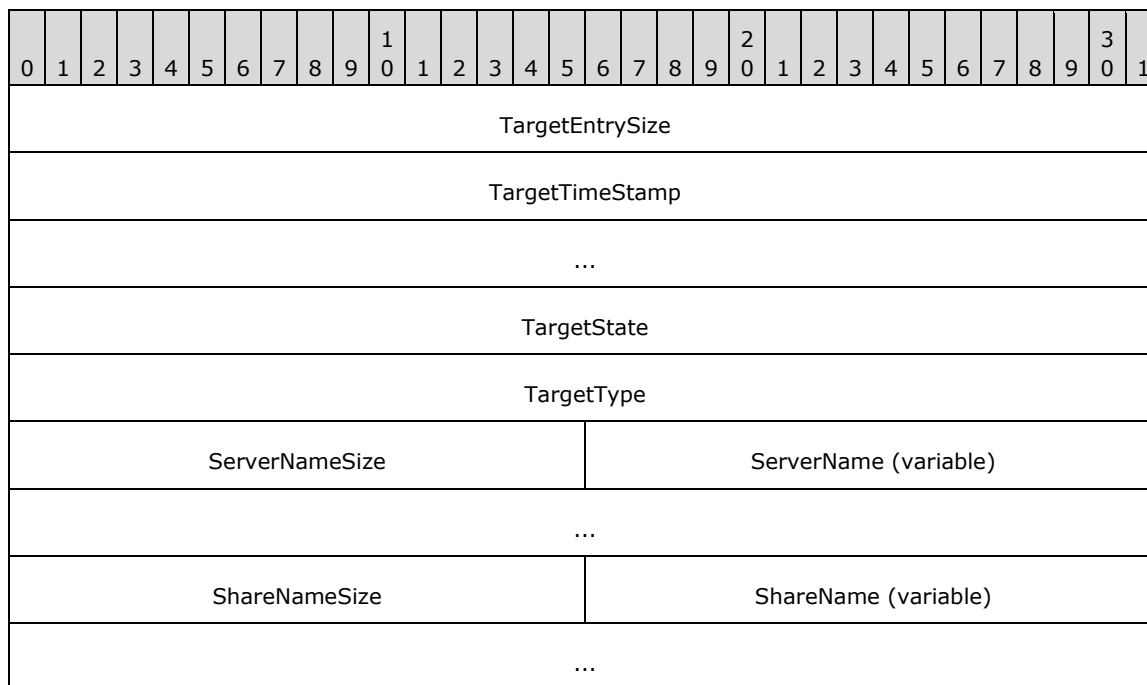 1 2 3
0 1 2 3 4 5 6 7 8 9 0 1 2 3 4 5 6 7 8 9 0 1 2 3 4 5 6 7 8 9 0 1
TargetEntrySize
TargetTimeStamp
...
TargetState
TargetType
ServerNameSize ServerName (variable)
...
ShareNameSize ShareName (variable)
...